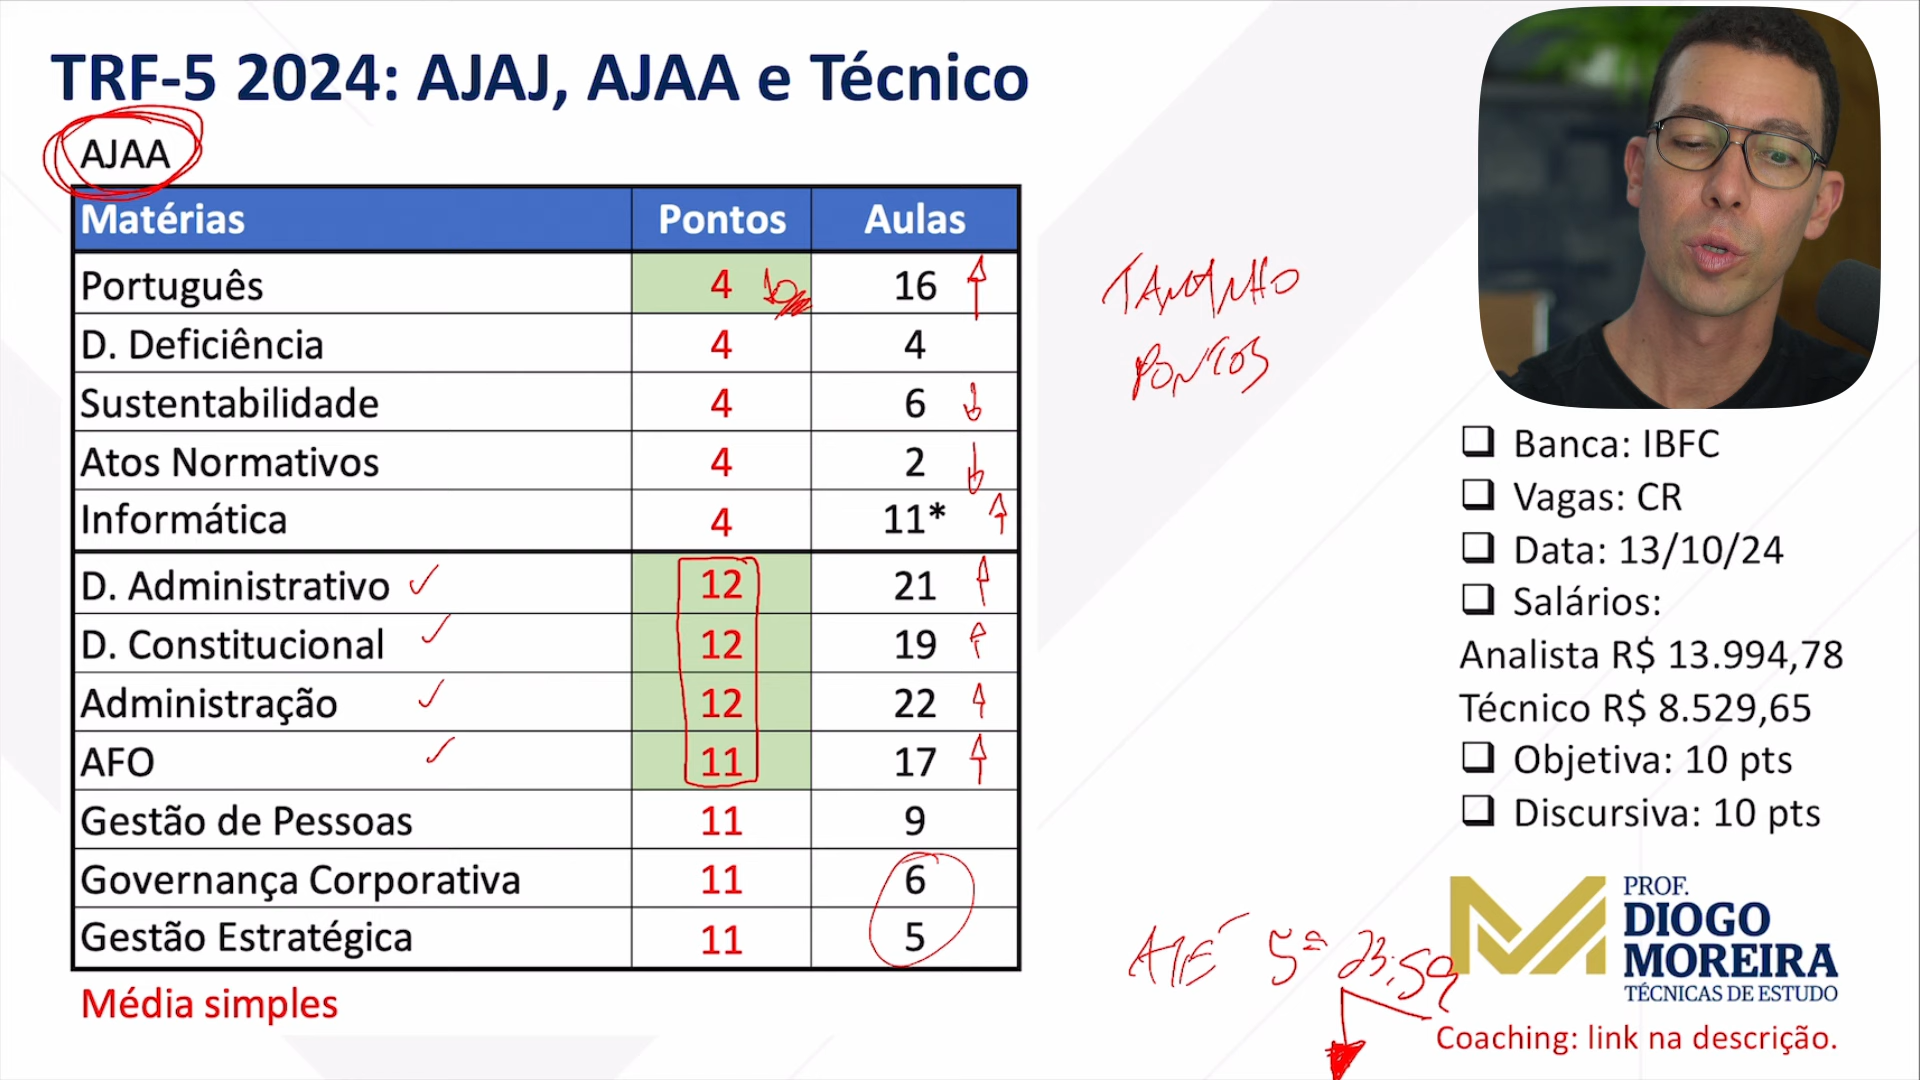 TRF-5 2024: AJAJ, AJAA e Técnico
AJAA
Matérias Pontos Aulas
Português 4 16
D. Deficiência 4 4
Sustentabilidade 4 6
Atos Normativos 4 2
Informática 4 11*
D. Administrativo 12 21
D. Constitucional 12 19
Administração 12 22
AFO 11 17
Gestão de Pessoas 11 9
Governança Corporativa 11 6
Gestão Estratégica 11 5
Média simples
TAMANHO
PONTOS
ATÉ 5ª 23:59
Banca: IBFC
Vagas: CR
Data: 13/10/24
Salários:
Analista R$ 13.994,78
Técnico R$ 8.529,65
Objetiva: 10 pts
Discursiva: 10 pts
PROF.
DIOGO
MOREIRA
TÉCNICAS DE ESTUDO
Coaching: link na descrição.